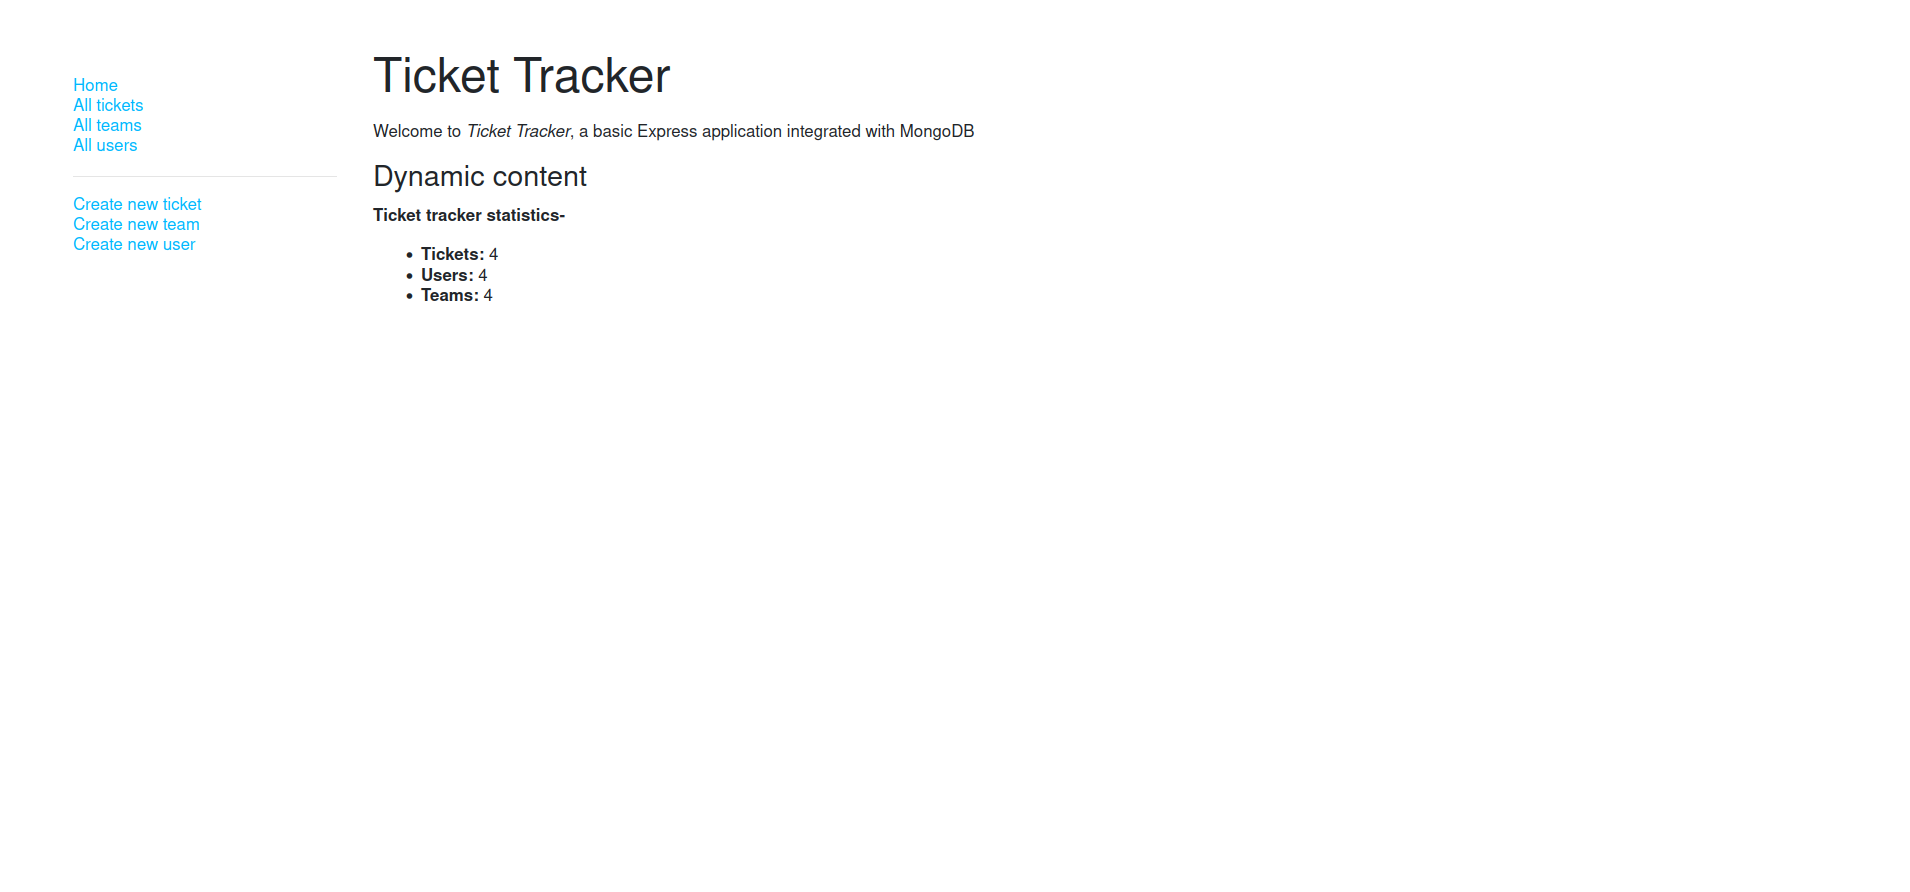 Home
All tickets
All teams
All users
Create new ticket
Create new team
Create new user
Ticket Tracker
Welcome to Ticket Tracker, a basic Express application integrated with MongoDB
Dynamic content
Ticket tracker statistics-
Tickets: 4
Users: 4
Teams: 4